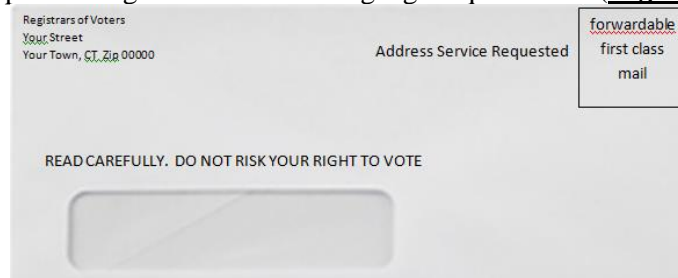 Registrars of Voters
Your Street
Your Town, CT Zip 00000
Address Service Requested
forwardable
first class
mail
READ CAREFULLY. DO NOT RISK YOUR RIGHT TO VOTE